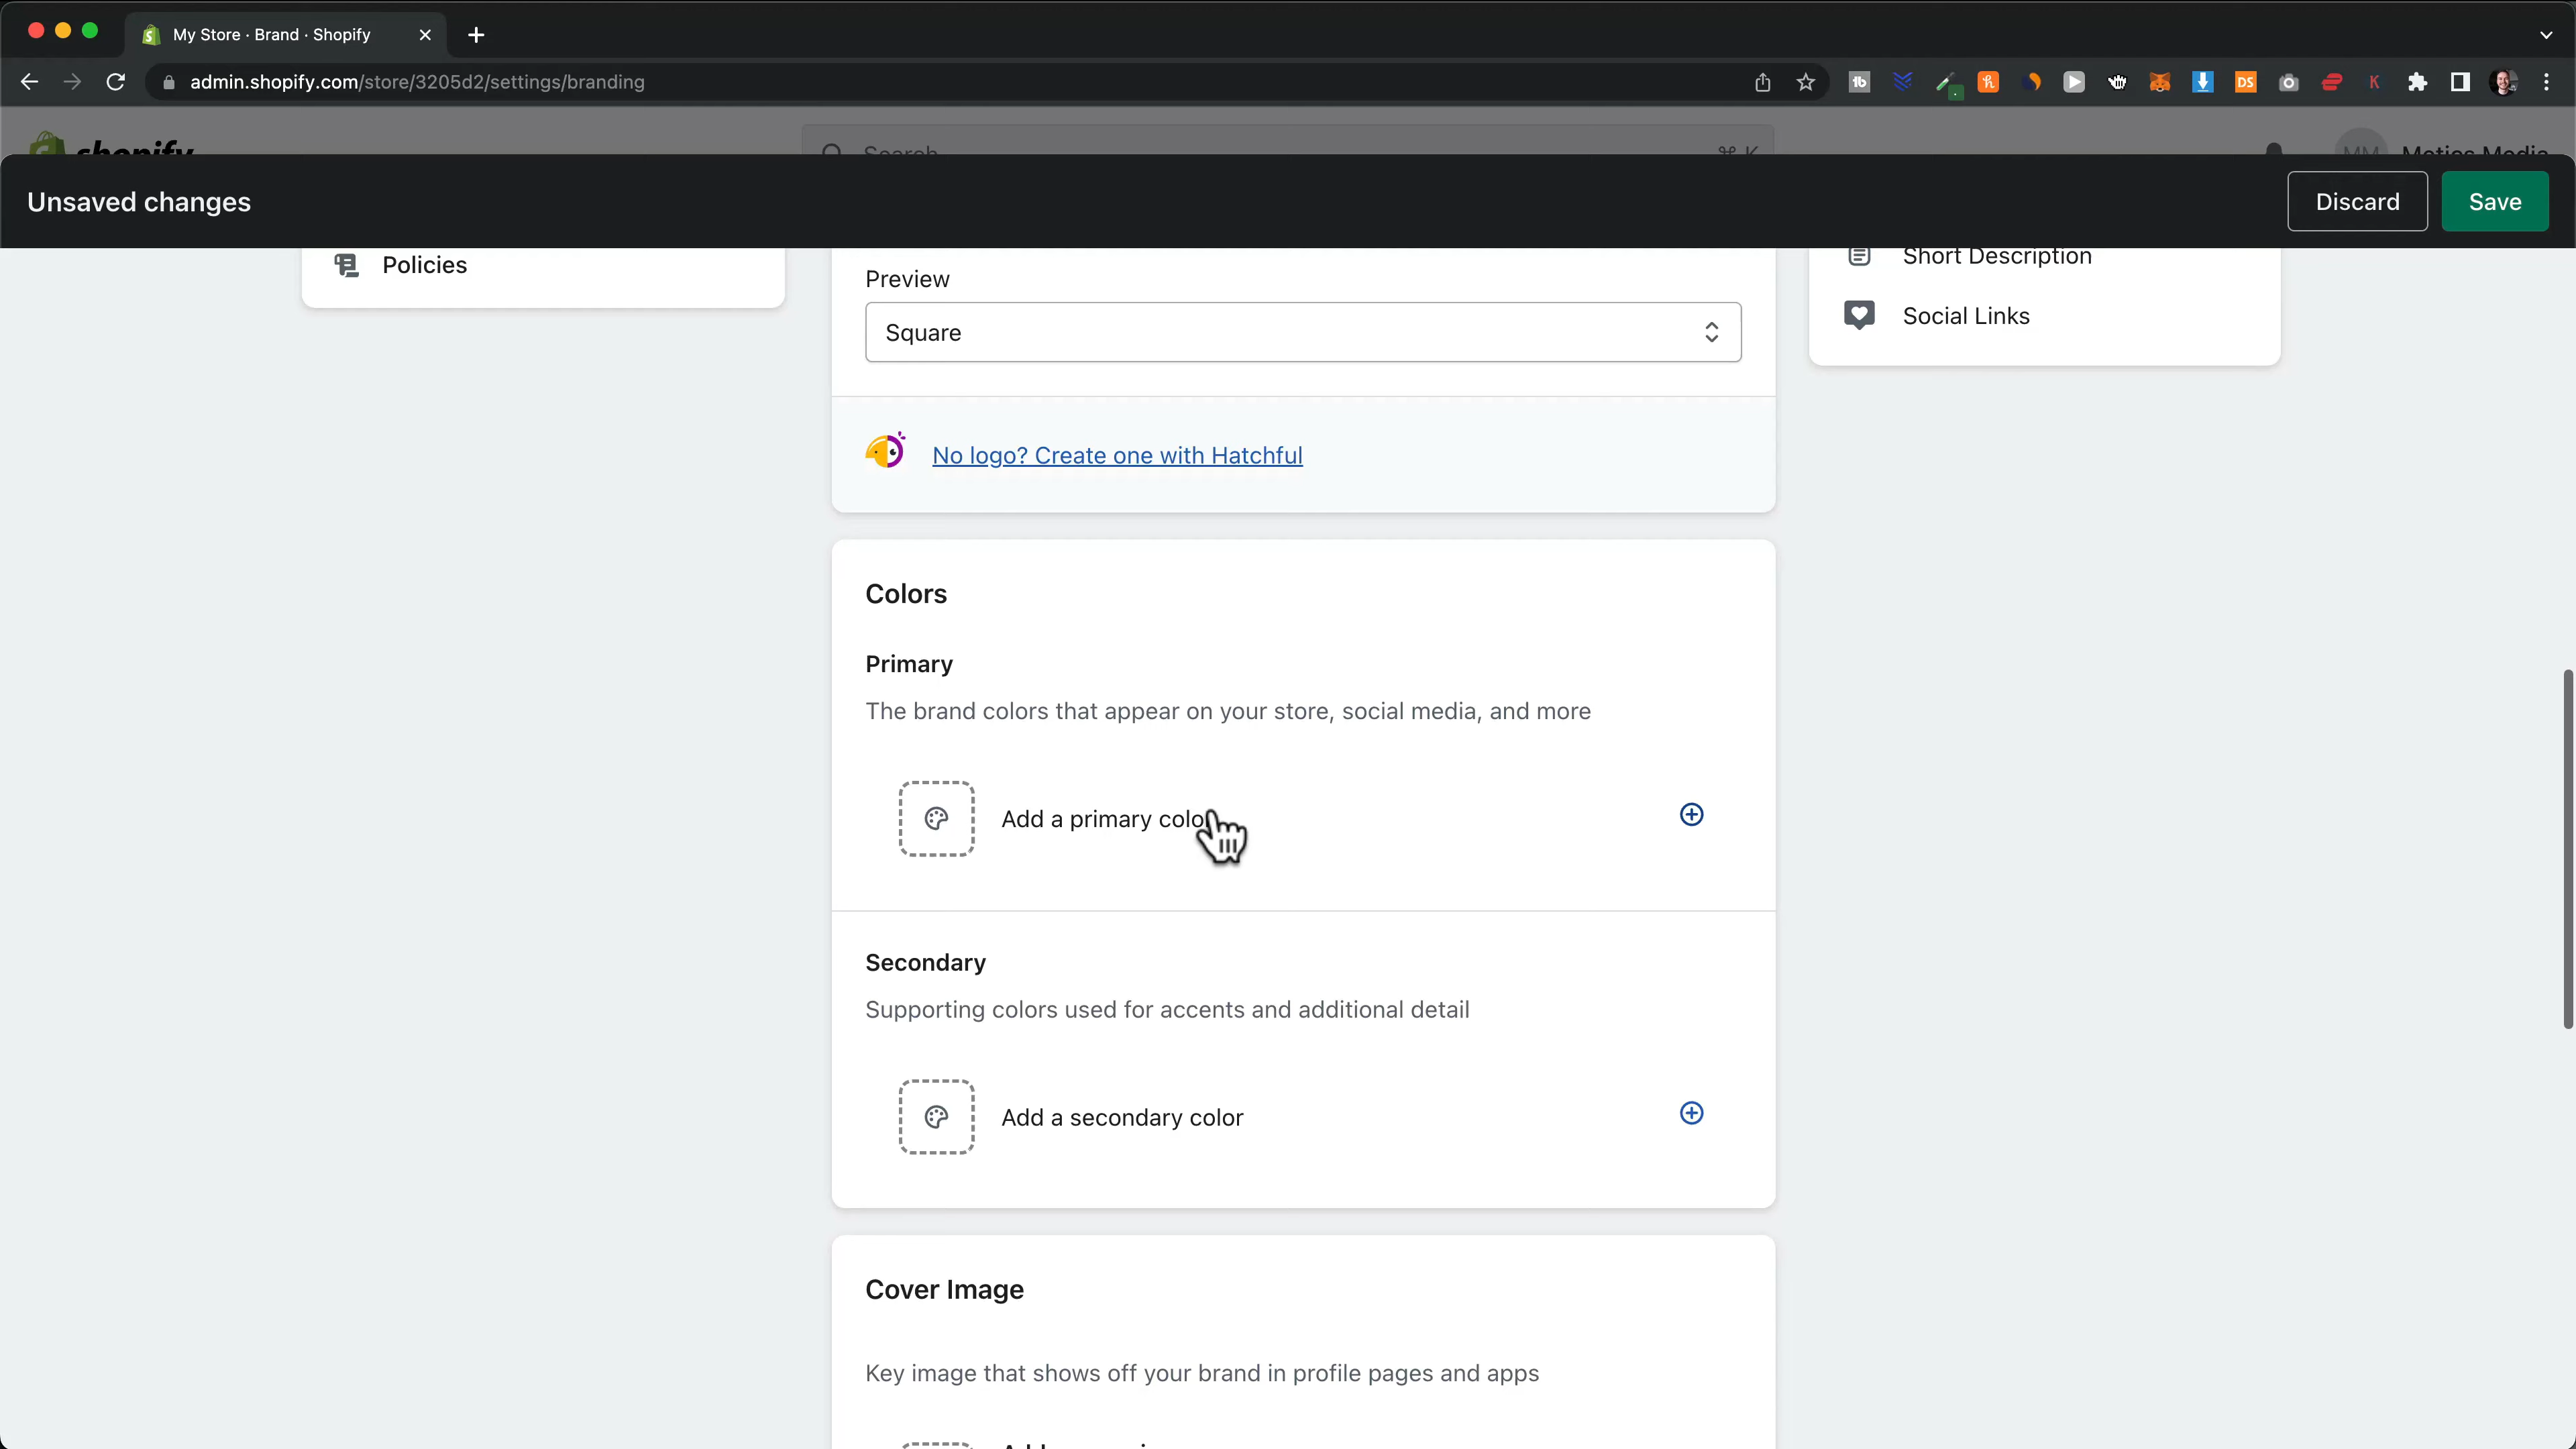 My Store · Brand · Shopify
admin.shopify.com/store/3205d2/settings/branding
shopify
Search
⌘ K
MM
Unsaved changes
Discard
Save
Policies
Preview
Square
Short Description
Social Links
No logo? Create one with Hatchful
Colors
Primary
The brand colors that appear on your store, social media, and more
Add a primary color
Secondary
Supporting colors used for accents and additional detail
Add a secondary color
Cover Image
Key image that shows off your brand in profile pages and apps